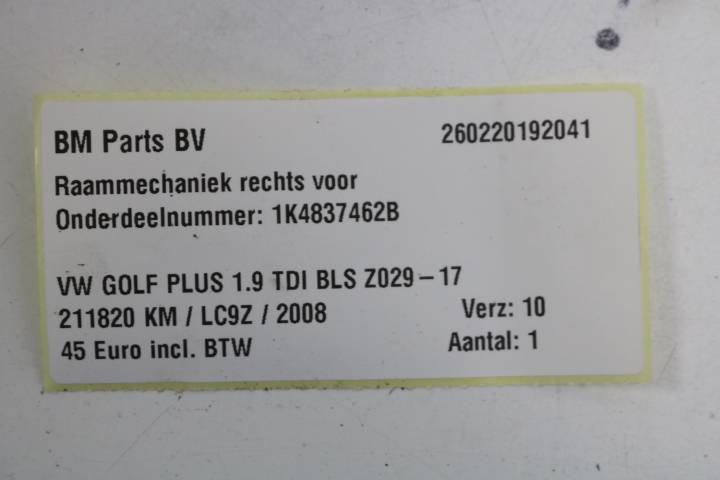 BM Parts BV 260220192041
Raammechaniek rechts voor
Onderdeelnummer: 1K4837462B
VW GOLF PLUS 1.9 TDI BLS Z029-17
211820 KM / LC9Z / 2008 Verz: 10
45 Euro incl. BTW Aantal: 1